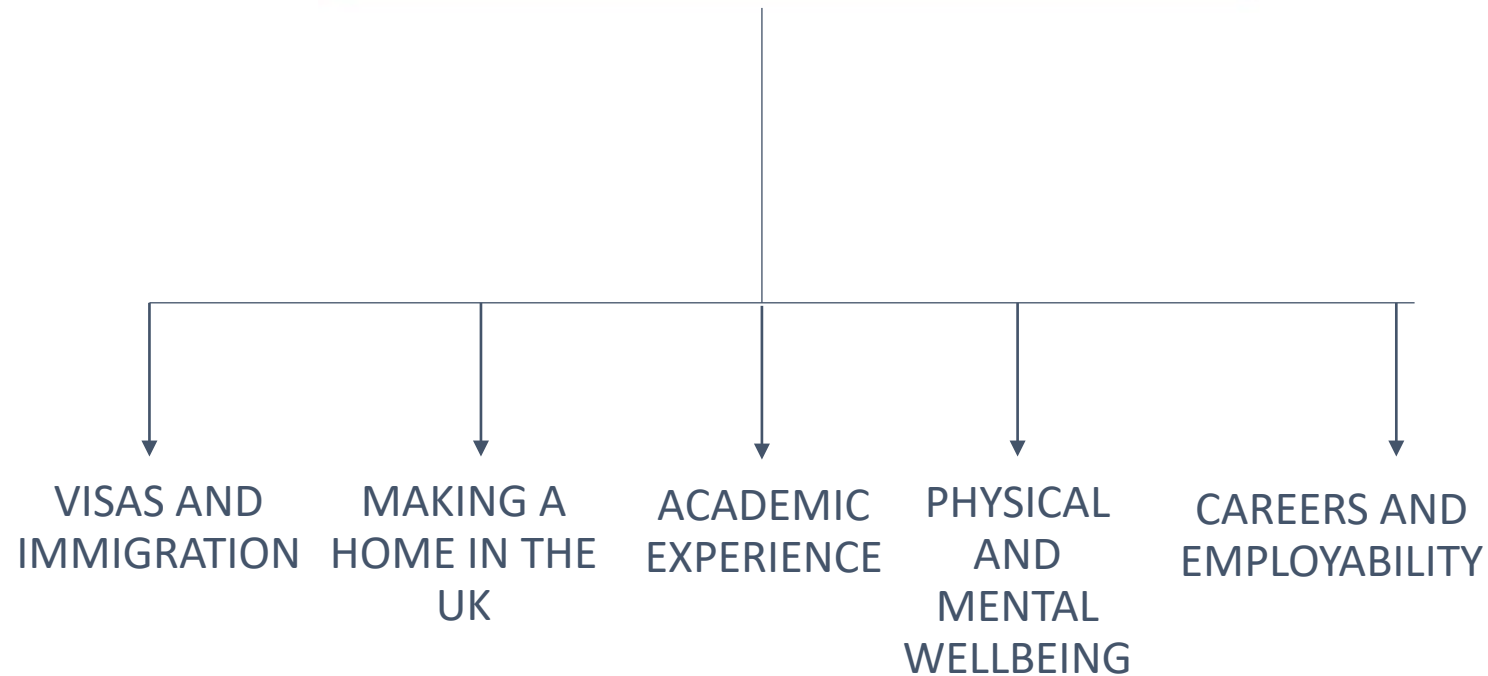 VISAS AND
IMMIGRATION
MAKING A
HOME IN THE
UK
ACADEMIC
EXPERIENCE
PHYSICAL
AND
MENTAL
WELLBEING
CAREERS AND
EMPLOYABILITY